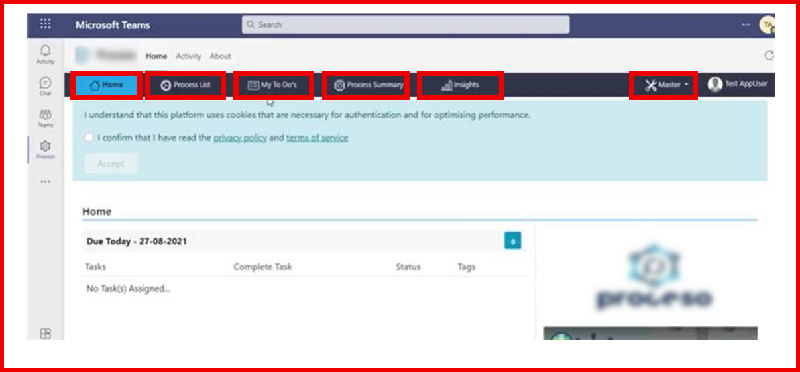 Microsoft Teams
Search
TA
Activity
Chat
Teams
Process
Home Activity About
Home Process List My To Do's Process Summary Insights Master Test AppUser
I understand that this platform uses cookies that are necessary for authentication and for optimising performance.
I confirm that I have read the privacy policy and terms of service
Accept
Home
Due Today - 27-08-2021 0
Tasks Complete Task Status Tags
No Task(s) Assigned...
proceso